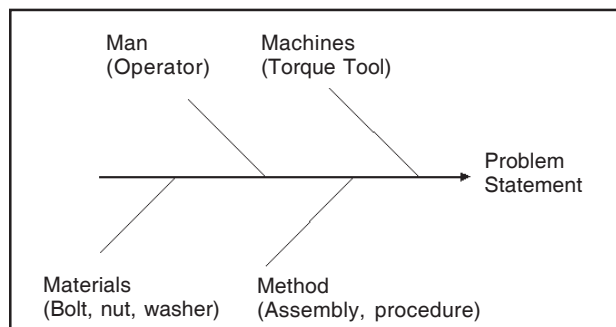 Man
(Operator)
Machines
(Torque Tool)
Problem
Statement
Materials
(Bolt, nut, washer)
Method
(Assembly, procedure)